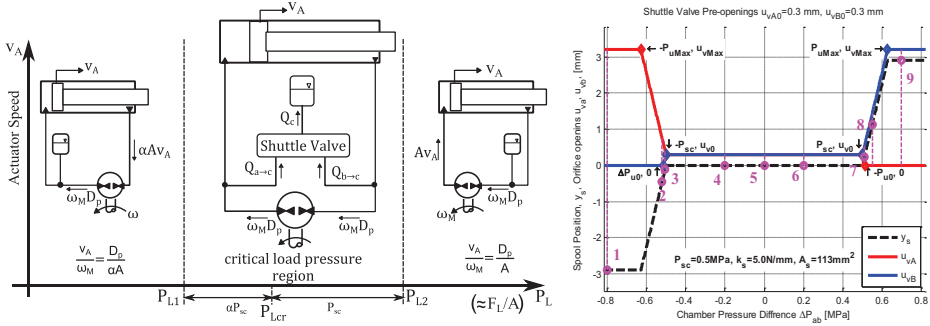 v_A
v_A
Actuator Speed
v_A
αAv_A
ω_M D_p
ω
v_A/ω_M = D_p/αA
Q_c
Shuttle Valve
Q_a→c
Q_b→c
ω_M D_p
ω_M D_p
critical load pressure
region
v_A
Av_A
ω_M D_p
ω_M
v_A/ω_M = D_p/A
P_L1
αP_sc
P_Lcr
P_sc
P_L2
(≈F_L/A)
P_L
Shuttle Valve Pre-openings u_vA0=0.3 mm, u_vB0=0.3 mm
Spool Position, y_s, Orifice openins u_va, u_vb, [mm]
3
2
1
0
-1
-2
-3
-P_uMax, u_vMax
P_uMax, u_vMax
-P_sc, u_v0
P_sc, u_v0
ΔP_u0, 0
-P_u0, 0
1
2
3
4
5
6
7
8
9
P_sc=0.5MPa, k_s=5.0N/mm, A_s=113mm²
y_s
u_vA
u_vB
-0.8
-0.6
-0.4
-0.2
0
0.2
0.4
0.6
0.8
Chamber Pressure Diffrence ΔP_ab [MPa]